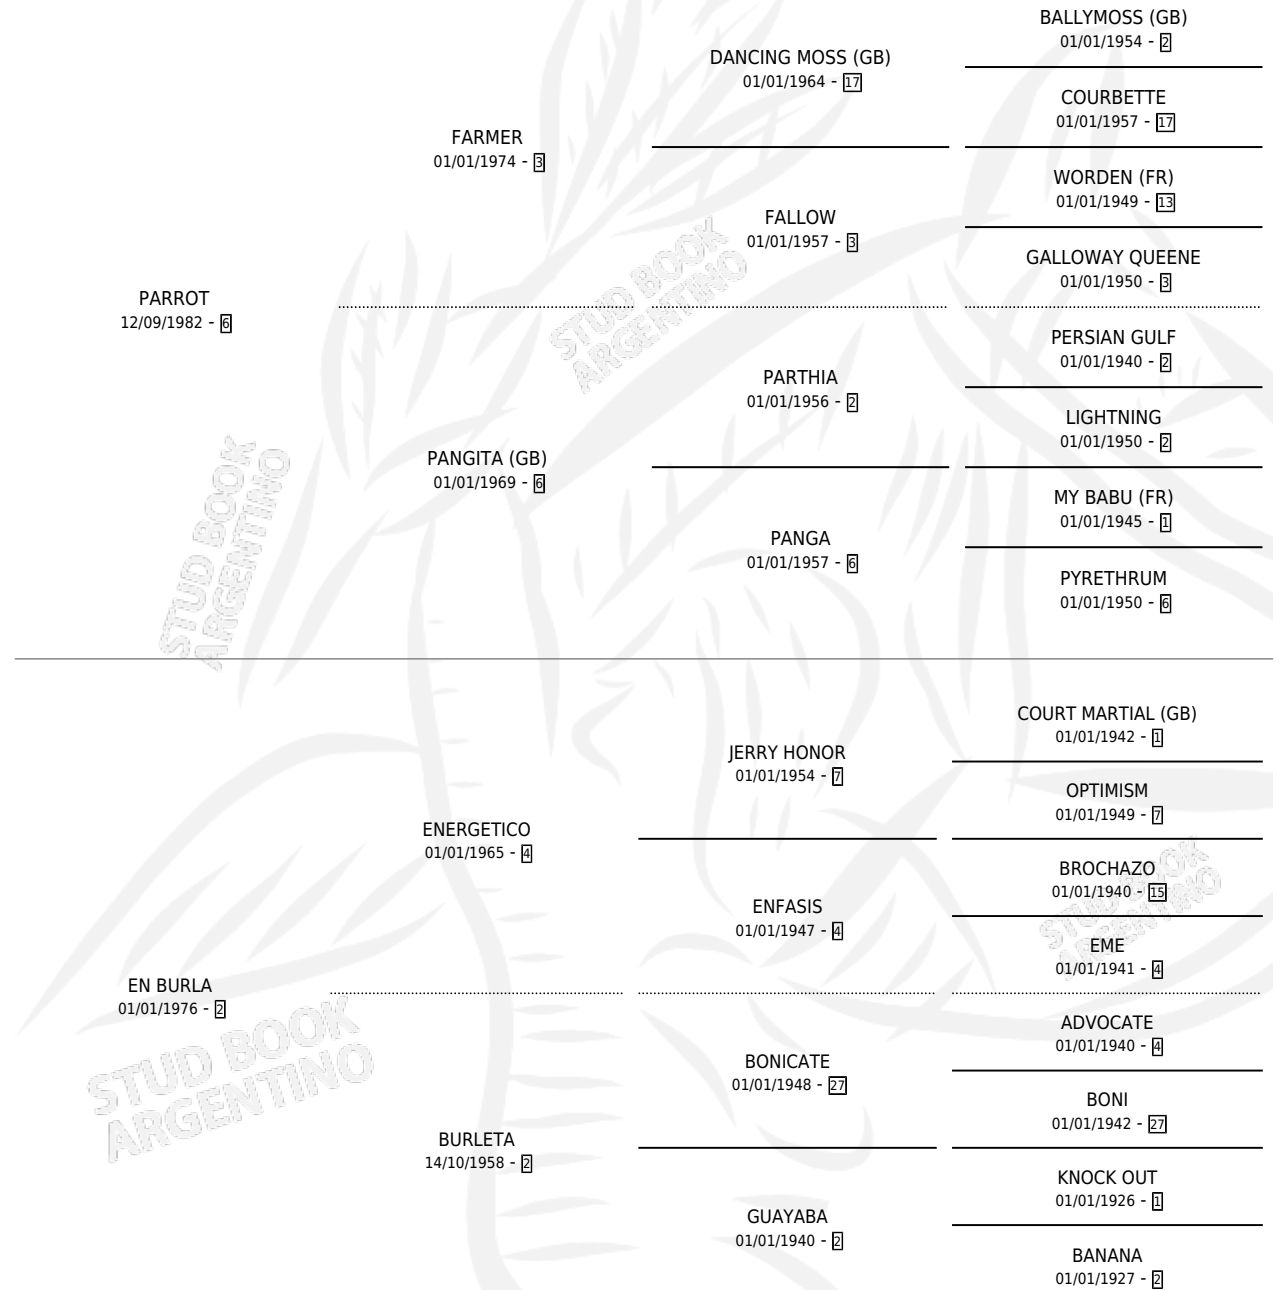 BALLYMOSS (GB)
01/01/1954 - 2
DANCING MOSS (GB)
01/01/1964 - 17
COURBETTE
01/01/1957 - 17
FARMER
01/01/1974 - 3
WORDEN (FR)
01/01/1949 - 13
FALLOW
01/01/1957 - 3
GALLOWAY QUEENE
01/01/1950 - 3
PARROT
12/09/1982 - 6
STUD BOOK
ARGENTINO
PERSIAN GULF
01/01/1940 - 2
PARTHIA
01/01/1956 - 2
LIGHTNING
01/01/1950 - 2
PANGITA (GB)
01/01/1969 - 6
MY BABU (FR)
01/01/1945 - 1
PANGA
01/01/1957 - 6
PYRETHRUM
01/01/1950 - 6
STUD BOOK
ARGENTINO
COURT MARTIAL (GB)
01/01/1942 - 1
JERRY HONOR
01/01/1954 - 7
OPTIMISM
01/01/1949 - 7
ENERGETICO
01/01/1965 - 4
BROCHAZO
01/01/1940 - 15
ENFASIS
01/01/1947 - 4
EME
01/01/1941 - 4
STUD BOOK
ARGENTINO
EN BURLA
01/01/1976 - 2
ADVOCATE
01/01/1940 - 4
BONICATE
01/01/1948 - 27
BONI
01/01/1942 - 27
STUD BOOK
ARGENTINO
BURLETA
14/10/1958 - 2
KNOCK OUT
01/01/1926 - 1
GUAYABA
01/01/1940 - 2
BANANA
01/01/1927 - 2